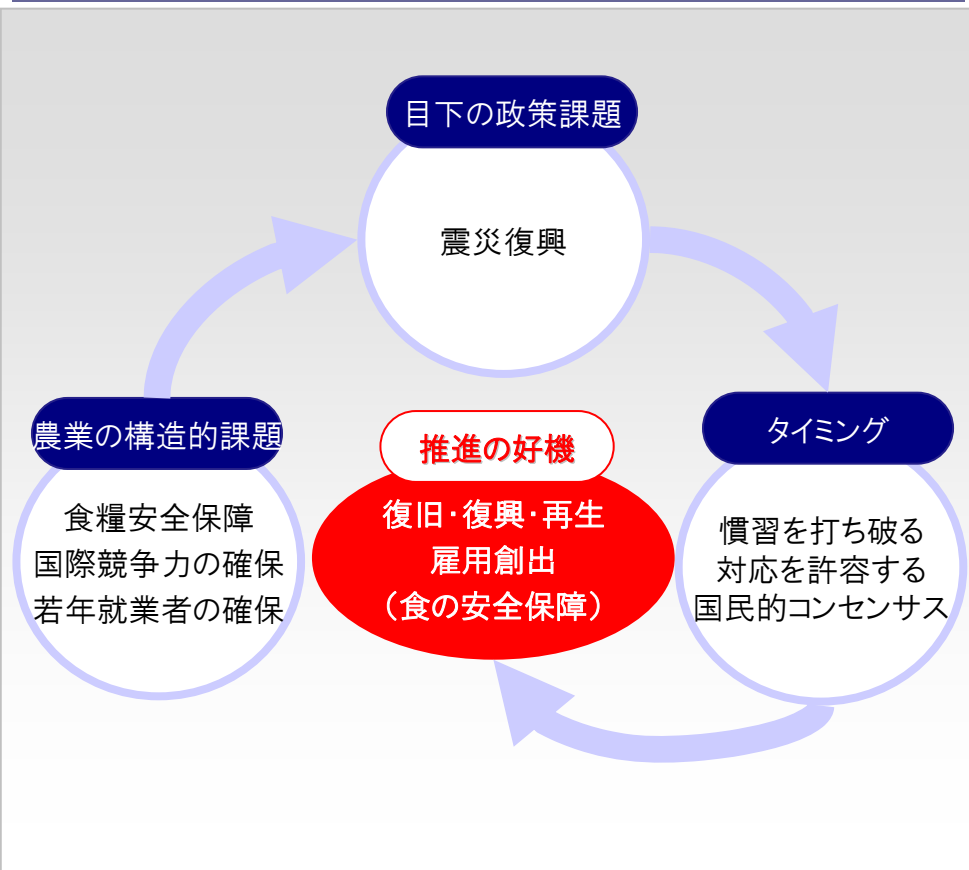 目下の政策課題
震災復興
農業の構造的課題
食糧安全保障
国際競争力の確保
若年就業者の確保
推進の好機
復旧・復興・再生
雇用創出
（食の安全保障）
タイミング
慣習を打ち破る
対応を許容する
国民的コンセンサス